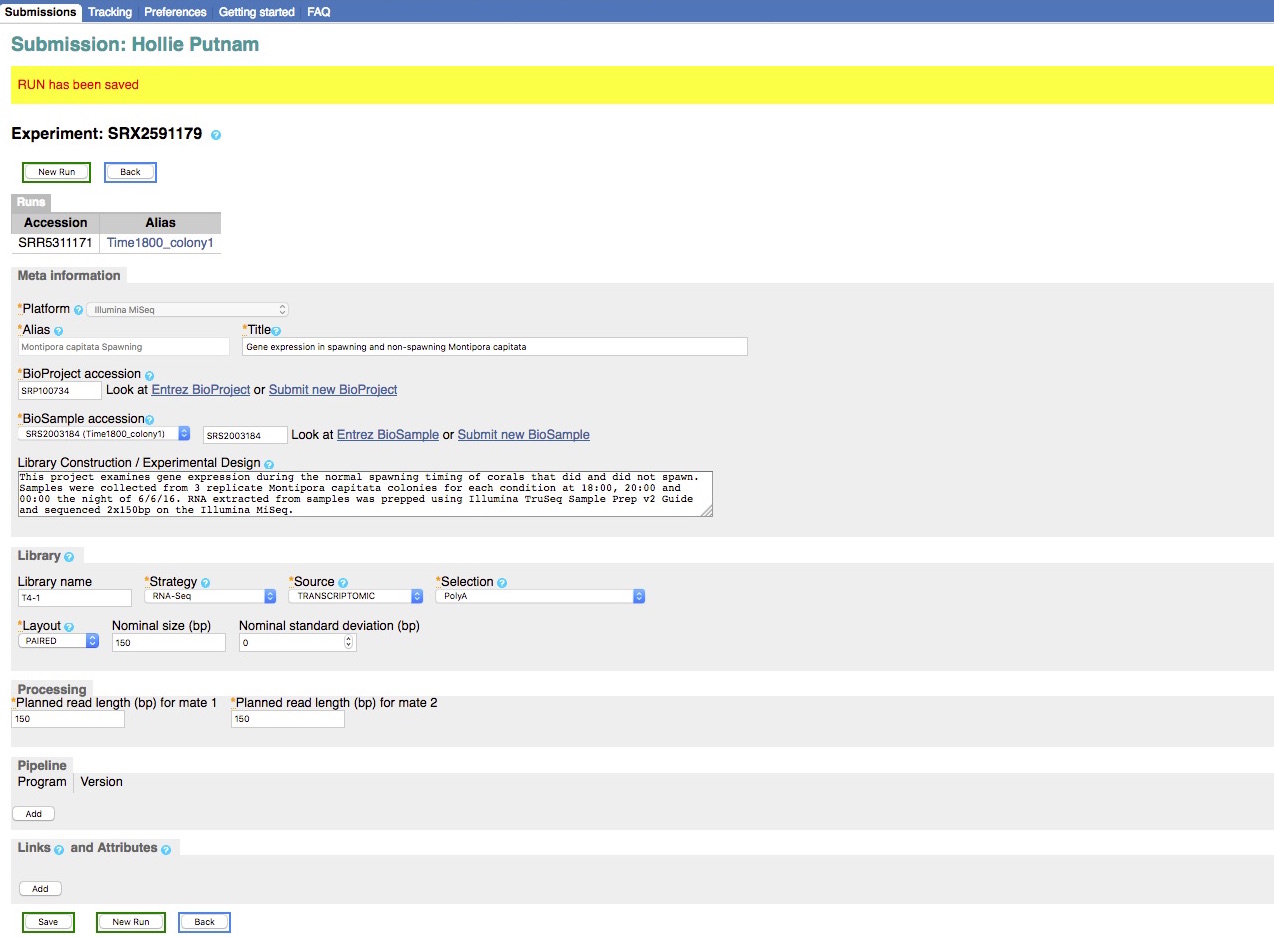 Submissions Tracking Preferences Getting started FAQ
Submission: Hollie Putnam
RUN has been saved
Experiment: SRX2591179 ?
New Run Back
Runs
Accession Alias
SRR5311171 Time1800_colony1
Meta information
*Platform ? Illumina MiSeq
*Alias ? *Title ?
Montipora capitata Spawning Gene expression in spawning and non-spawning Montipora capitata
*BioProject accession ?
SRP100734 Look at Entrez BioProject or Submit new BioProject
*BioSample accession ?
SRS2003184 (Time1800_colony1) SRS2003184 Look at Entrez BioSample or Submit new BioSample
Library Construction / Experimental Design ?
This project examines gene expression during the normal spawning timing of corals that did and did not spawn.
Samples were collected from 3 replicate Montipora capitata colonies for each condition at 18:00, 20:00 and
00:00 the night of 6/6/16. RNA extracted from samples was prepped using Illumina TruSeq Sample Prep v2 Guide
and sequenced 2x150bp on the Illumina MiSeq.
Library ?
Library name *Strategy ? *Source ? *Selection ?
T4-1 RNA-Seq TRANSCRIPTOMIC PolyA
*Layout ? Nominal size (bp) Nominal standard deviation (bp)
PAIRED 150 0
Processing
*Planned read length (bp) for mate 1 *Planned read length (bp) for mate 2
150 150
Pipeline
Program Version
Add
Links ? and Attributes ?
Add
Save New Run Back